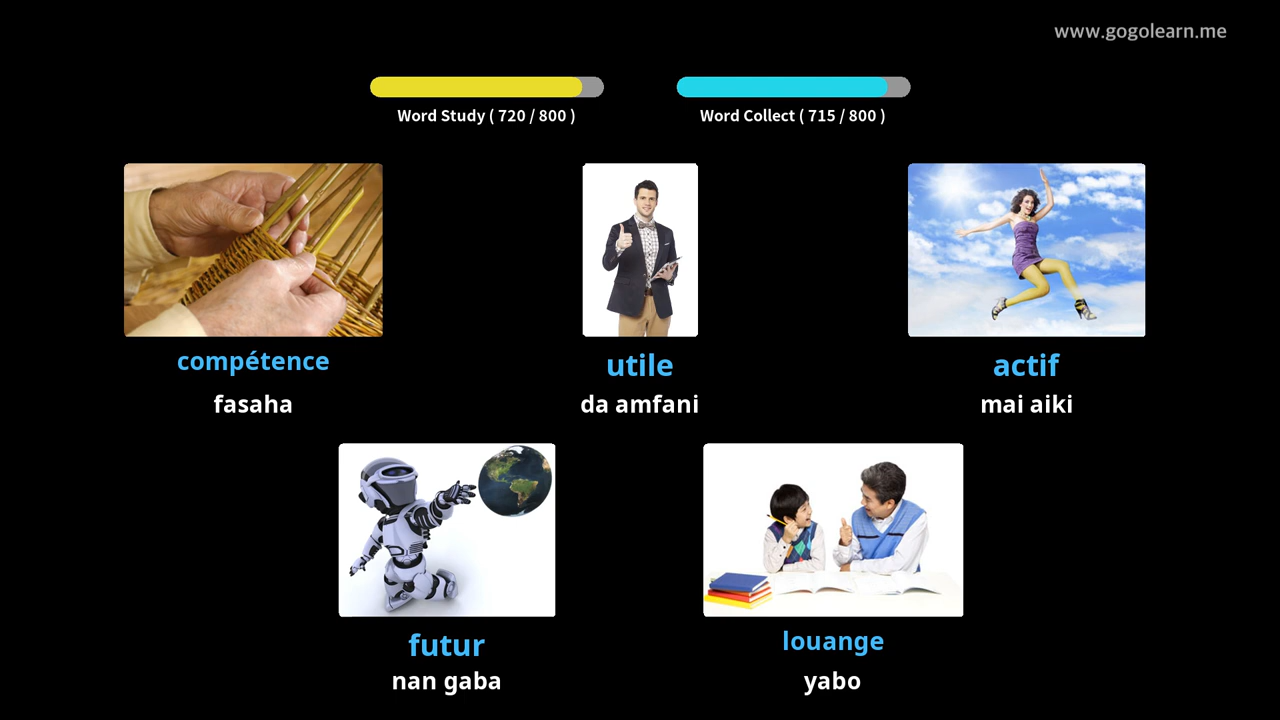 www.gogolearn.me
Word Study ( 720 / 800 )
Word Collect ( 715 / 800 )
compétence
fasaha
utile
da amfani
actif
mai aiki
futur
nan gaba
louange
yabo